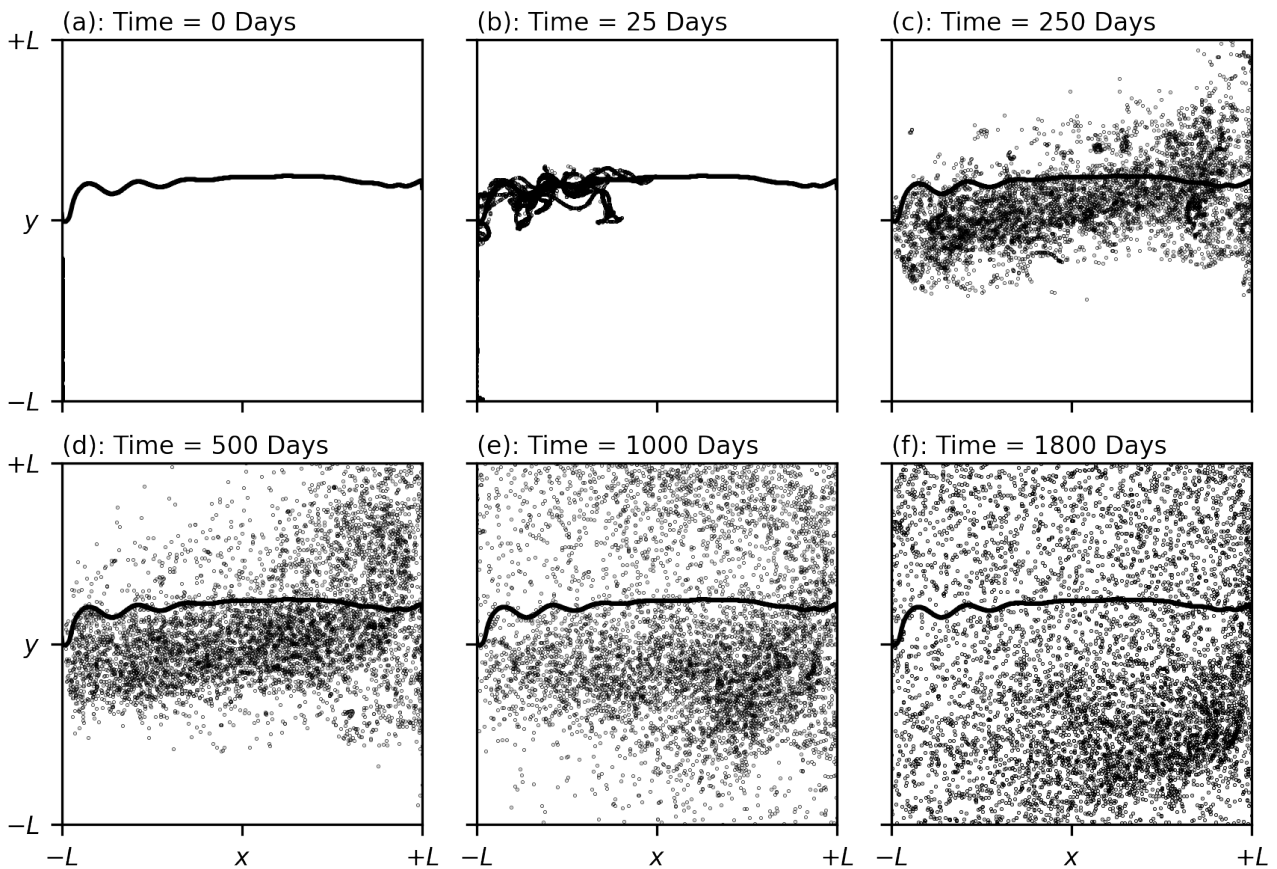 (a): Time = 0 Days
(b): Time = 25 Days
(c): Time = 250 Days
+L
y
−L
(d): Time = 500 Days
(e): Time = 1000 Days
(f): Time = 1800 Days
+L
y
−L
−L x +L −L x +L −L x +L